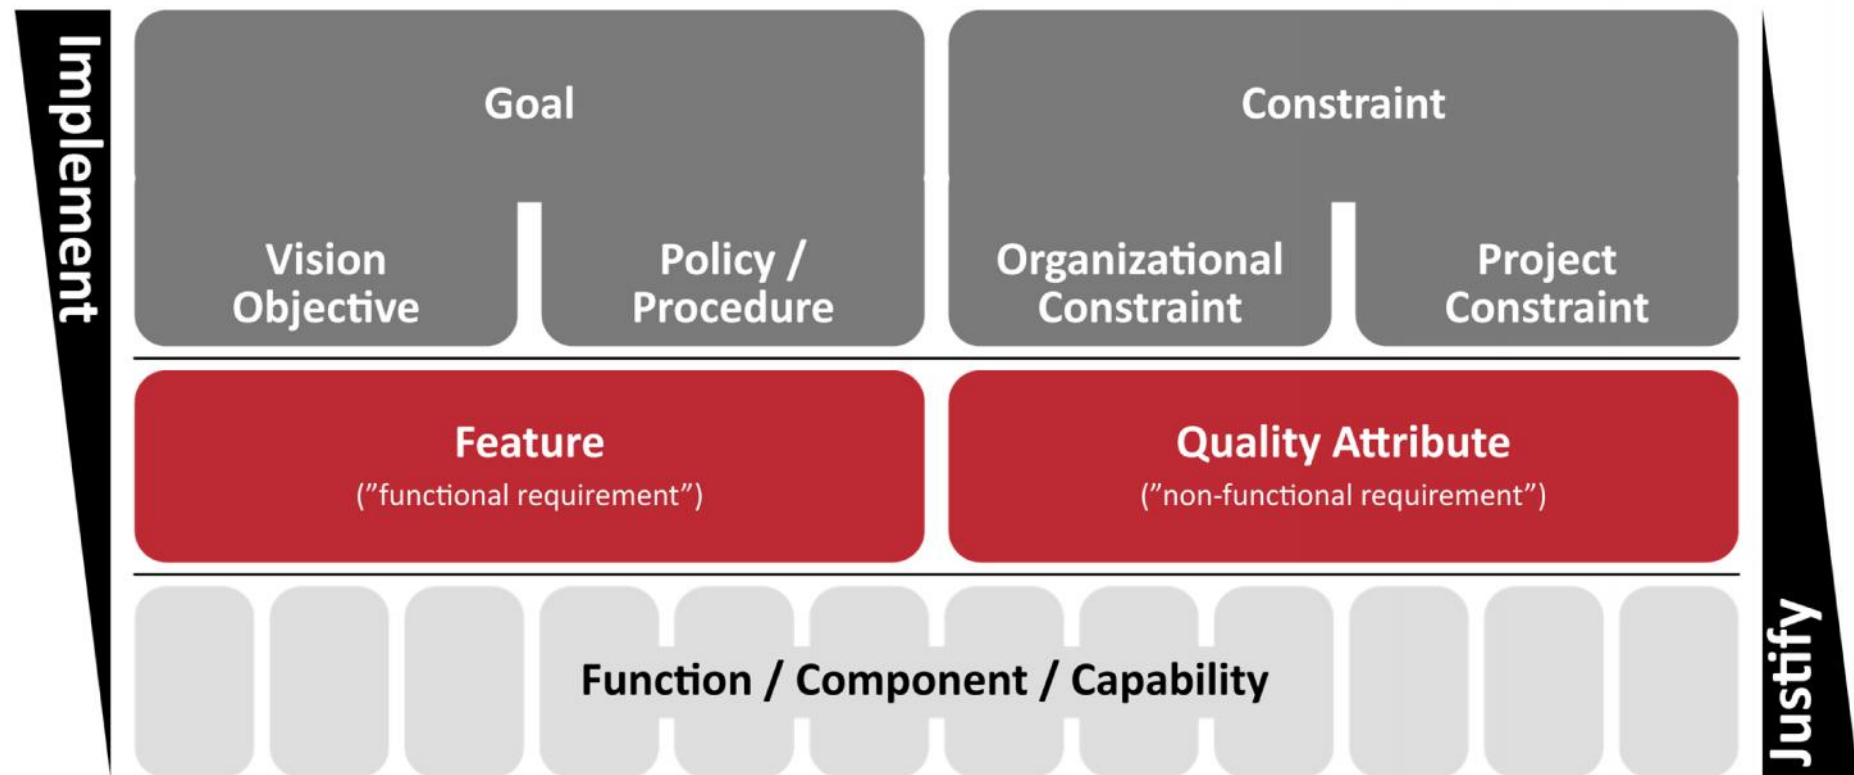 Implement
Goal
Constraint
Vision
Objective
Policy /
Procedure
Organizational
Constraint
Project
Constraint
Feature
(”functional requirement”)
Quality Attribute
(”non-functional requirement”)
Function / Component / Capability
Justify